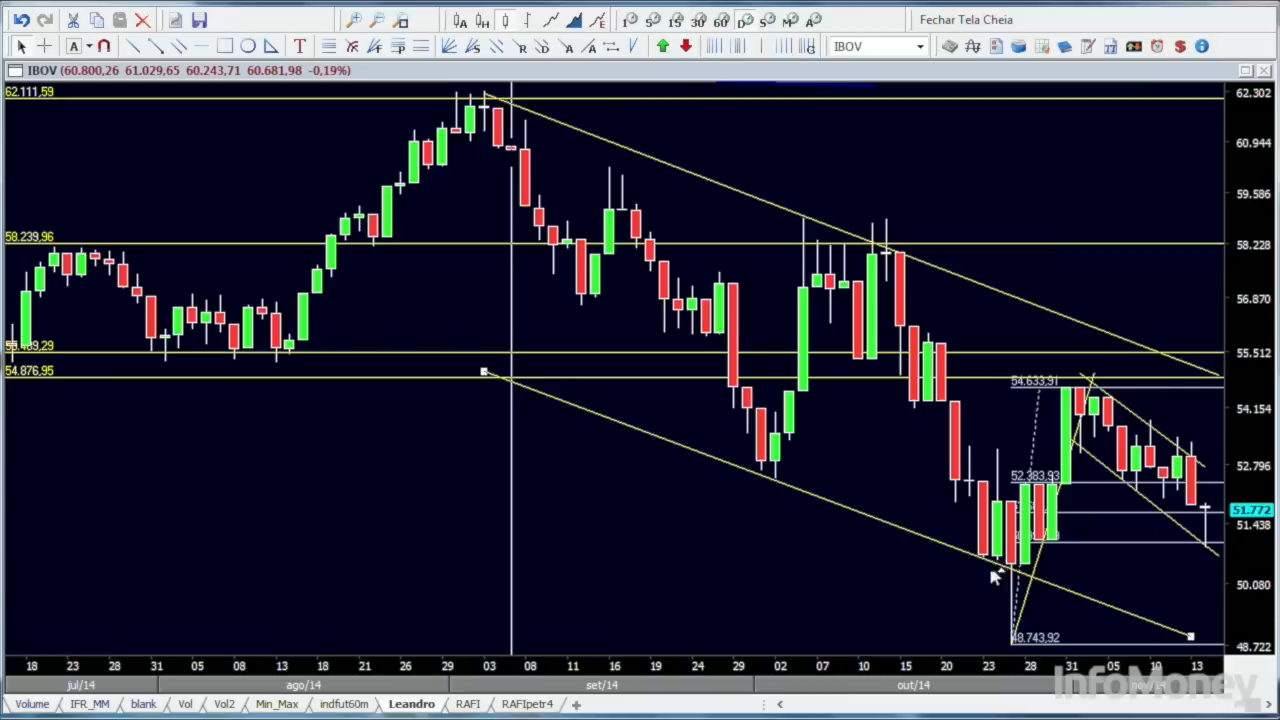 1 5 15 30 60 D S M A
Fechar Tela Cheia
A T IBOV
IBOV (60.800,26 61.029,65 60.243,71 60.681,98 -0,19%)
62.111,59
62.302
60.944
59.586
58.239,96
58.228
56.870
55.512
54.876,95
54.633,91
54.154
52.796
52.383,93
51.772
51.438
50.080
48.743,92
48.722
18 23 28 31 05 08 13 18 21 26 29 03 08 11 16 19 24 29 02 07 10 15 20 23 28 31 05 10 13
jul/14 ago/14 set/14 out/14
InfoMoney
Volume IFR_MM blank Vol Vol2 Min_Max indfut60m Leandro RAFI RAFIpetr4